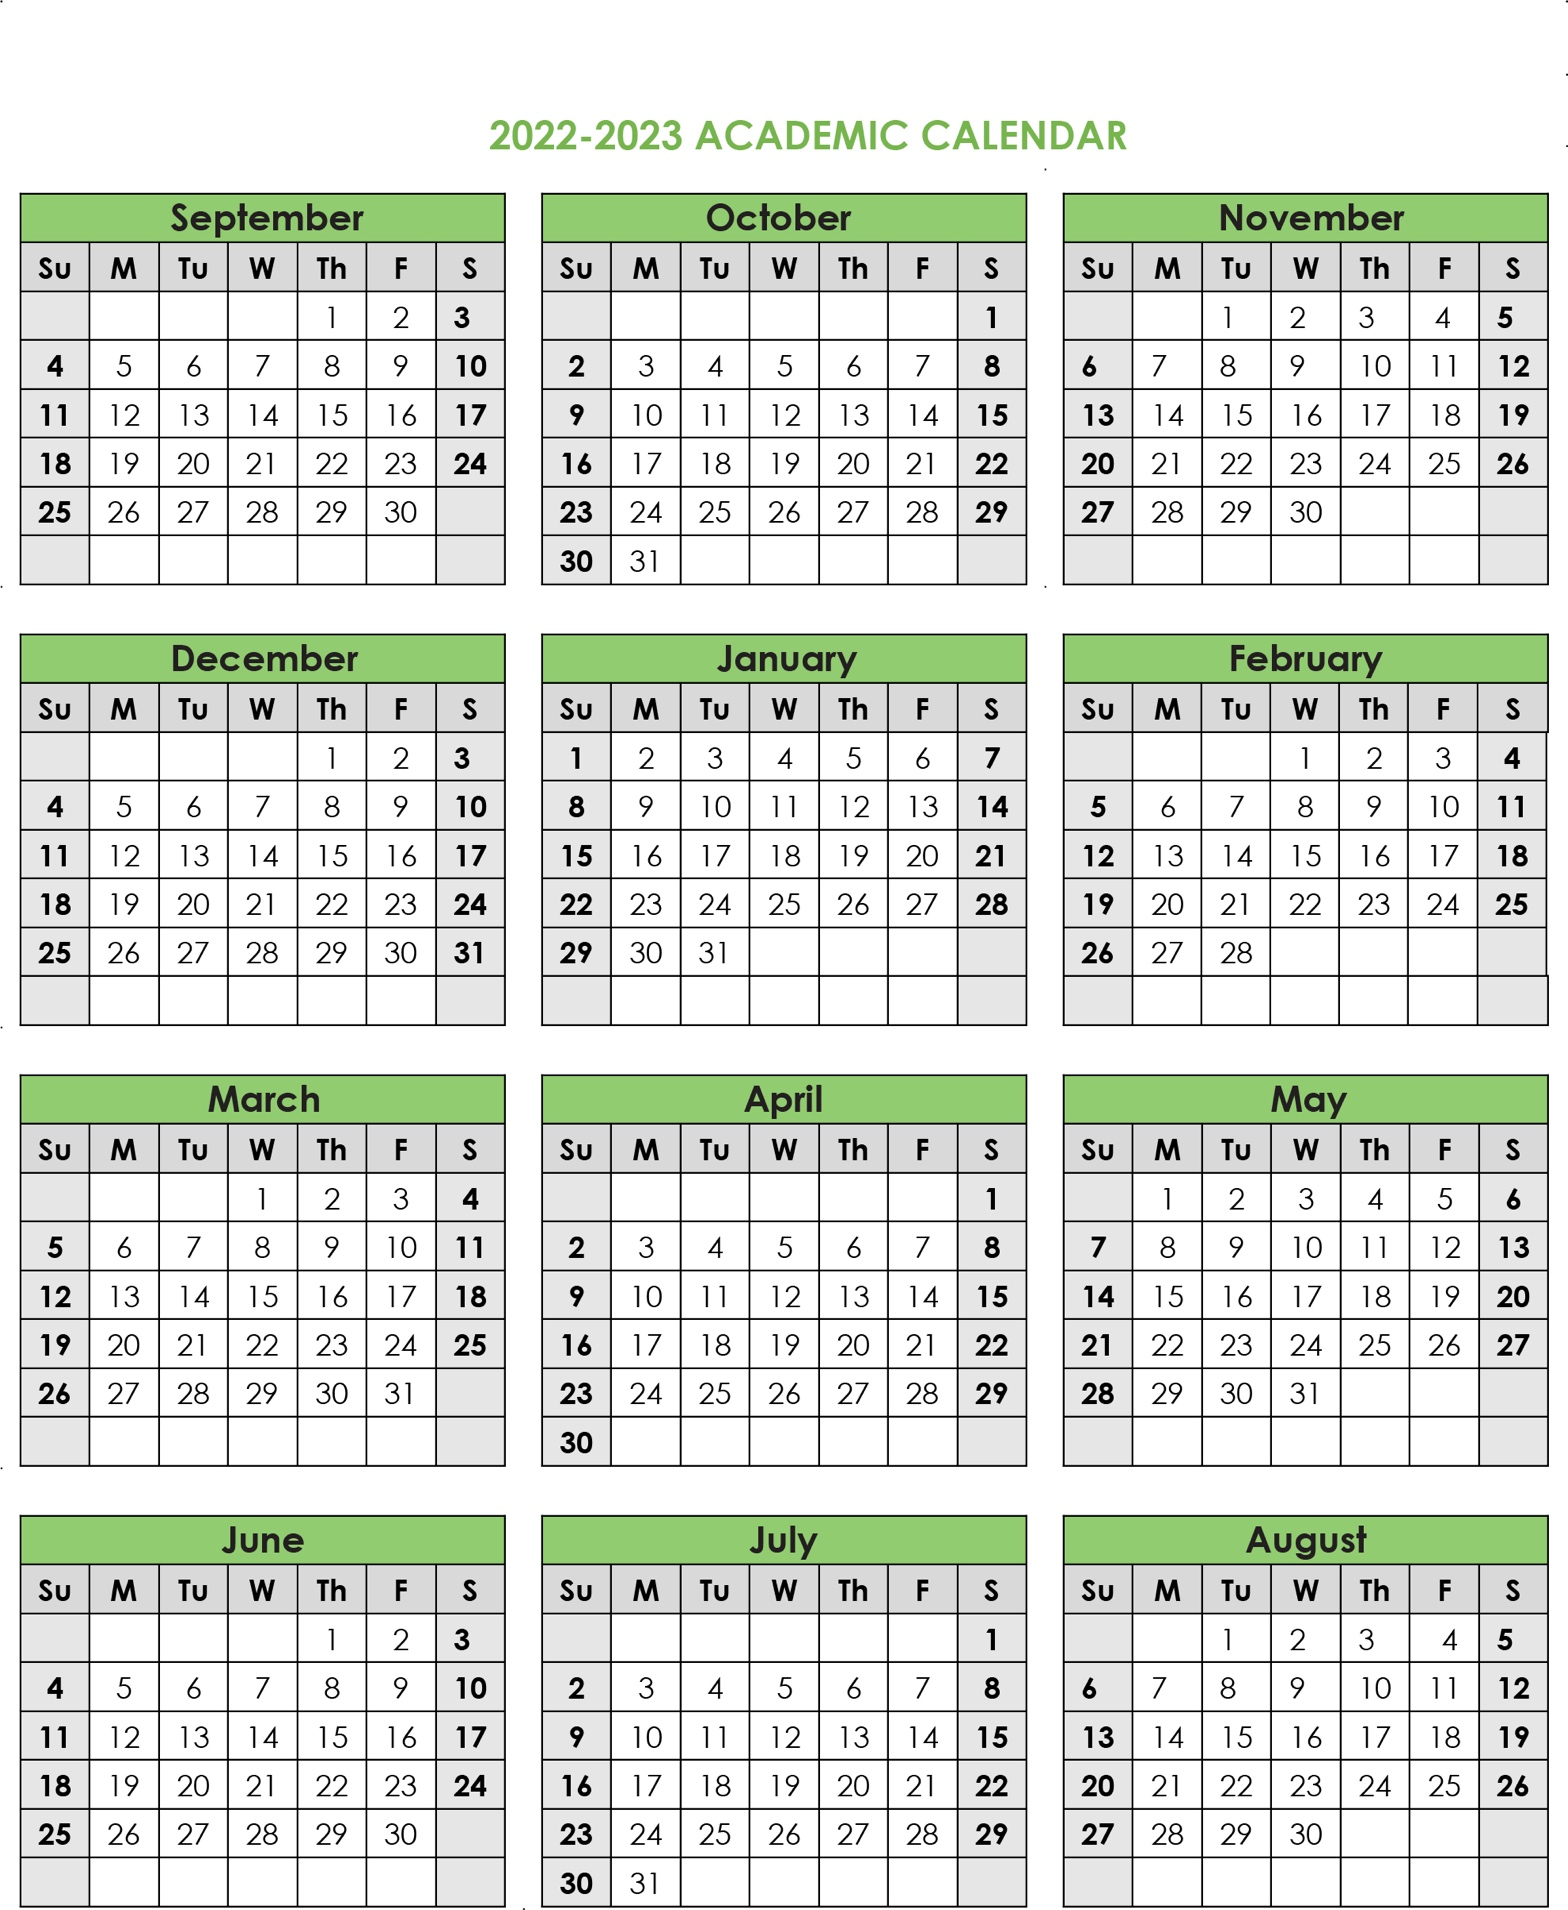 2022-2023 ACADEMIC CALENDAR
September October November
Su M Tu W Th F S Su M Tu W Th F S Su M Tu W Th F S
1 2 3 1 1 2 3 4 5
4 5 6 7 8 9 10 2 3 4 5 6 7 8 6 7 8 9 10 11 12
11 12 13 14 15 16 17 9 10 11 12 13 14 15 13 14 15 16 17 18 19
18 19 20 21 22 23 24 16 17 18 19 20 21 22 20 21 22 23 24 25 26
25 26 27 28 29 30 23 24 25 26 27 28 29 27 28 29 30
30 31
December January February
Su M Tu W Th F S Su M Tu W Th F S Su M Tu W Th F S
1 2 3 1 2 3 4 5 6 7 1 2 3 4
4 5 6 7 8 9 10 8 9 10 11 12 13 14 5 6 7 8 9 10 11
11 12 13 14 15 16 17 15 16 17 18 19 20 21 12 13 14 15 16 17 18
18 19 20 21 22 23 24 22 23 24 25 26 27 28 19 20 21 22 23 24 25
25 26 27 28 29 30 31 29 30 31 26 27 28
March April May
Su M Tu W Th F S Su M Tu W Th F S Su M Tu W Th F S
1 2 3 4 1 1 2 3 4 5 6
5 6 7 8 9 10 11 2 3 4 5 6 7 8 7 8 9 10 11 12 13
12 13 14 15 16 17 18 9 10 11 12 13 14 15 14 15 16 17 18 19 20
19 20 21 22 23 24 25 16 17 18 19 20 21 22 21 22 23 24 25 26 27
26 27 28 29 30 31 23 24 25 26 27 28 29 28 29 30 31
30
June July August
Su M Tu W Th F S Su M Tu W Th F S Su M Tu W Th F S
1 2 3 1 1 2 3 4 5
4 5 6 7 8 9 10 2 3 4 5 6 7 8 6 7 8 9 10 11 12
11 12 13 14 15 16 17 9 10 11 12 13 14 15 13 14 15 16 17 18 19
18 19 20 21 22 23 24 16 17 18 19 20 21 22 20 21 22 23 24 25 26
25 26 27 28 29 30 23 24 25 26 27 28 29 27 28 29 30
30 31